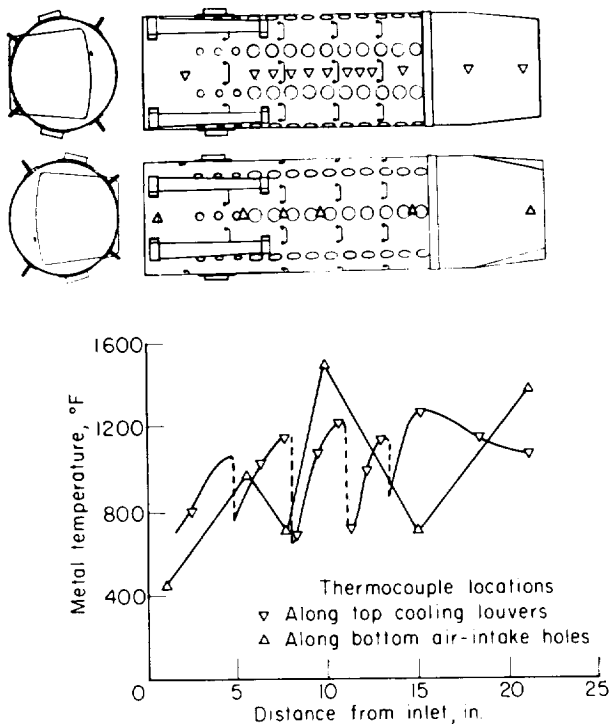 1600
1200
800
400
0
5
10
15
20
25
Metal temperature, °F
Distance from inlet, in.
Thermocouple locations
▽ Along top cooling louvers
△ Along bottom air-intake holes